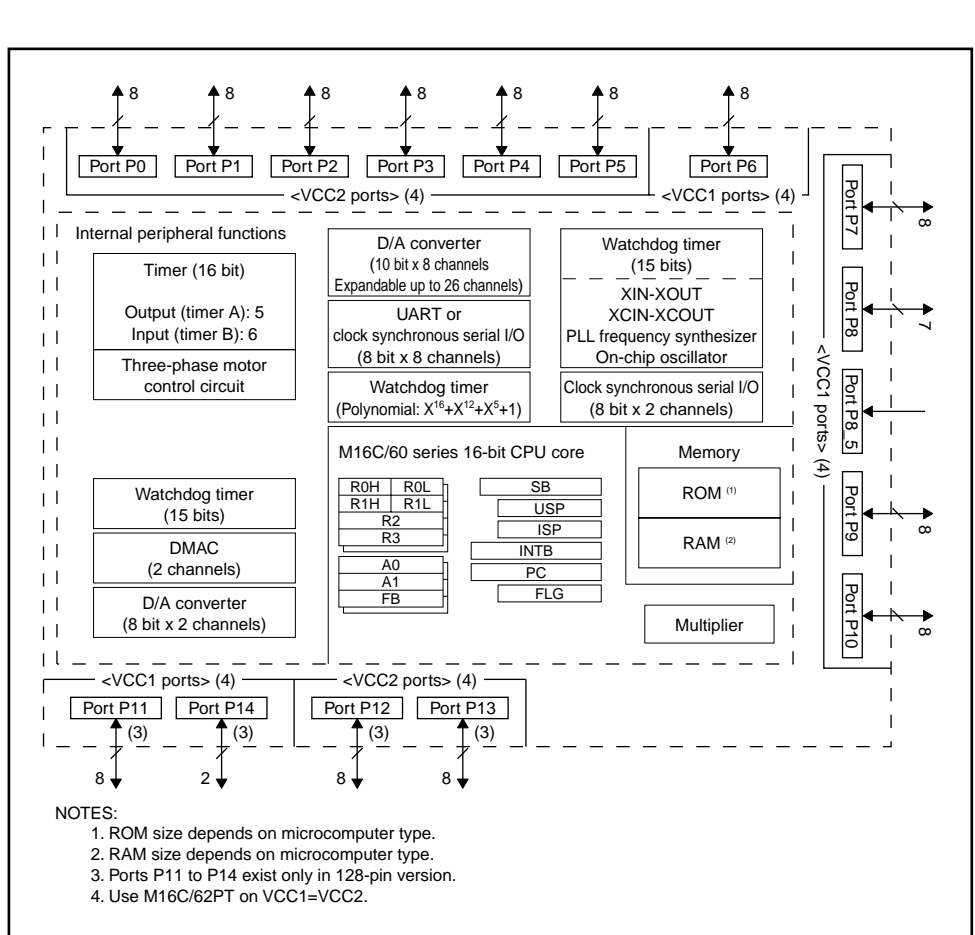 8 8 8 8 8 8 8
Port P0 Port P1 Port P2 Port P3 Port P4 Port P5 Port P6
<VCC2 ports> (4) <VCC1 ports> (4)
Internal peripheral functions
Timer (16 bit)
Output (timer A): 5
Input (timer B): 6
Three-phase motor
control circuit
Watchdog timer
(15 bits)
DMAC
(2 channels)
D/A converter
(8 bit x 2 channels)
D/A converter
(10 bit x 8 channels
Expandable up to 26 channels)
UART or
clock synchronous serial I/O
(8 bit x 8 channels)
Watchdog timer
(Polynomial: X¹⁶+X¹²+X⁵+1)
Watchdog timer
(15 bits)
XIN-XOUT
XCIN-XCOUT
PLL frequency synthesizer
On-chip oscillator
Clock synchronous serial I/O
(8 bit x 2 channels)
M16C/60 series 16-bit CPU core
R0H R0L
R1H R1L
R2
R3
A0
A1
FB
SB
USP
ISP
INTB
PC
FLG
Memory
ROM (1)
RAM (2)
Multiplier
<VCC1 ports> (4)
Port P7
8
Port P8
7
Port P8_5
Port P9
8
Port P10
8
<VCC1 ports> (4) <VCC2 ports> (4)
Port P11 Port P14 Port P12 Port P13
(3) (3) (3) (3)
8 2 8 8
NOTES:
1. ROM size depends on microcomputer type.
2. RAM size depends on microcomputer type.
3. Ports P11 to P14 exist only in 128-pin version.
4. Use M16C/62PT on VCC1=VCC2.